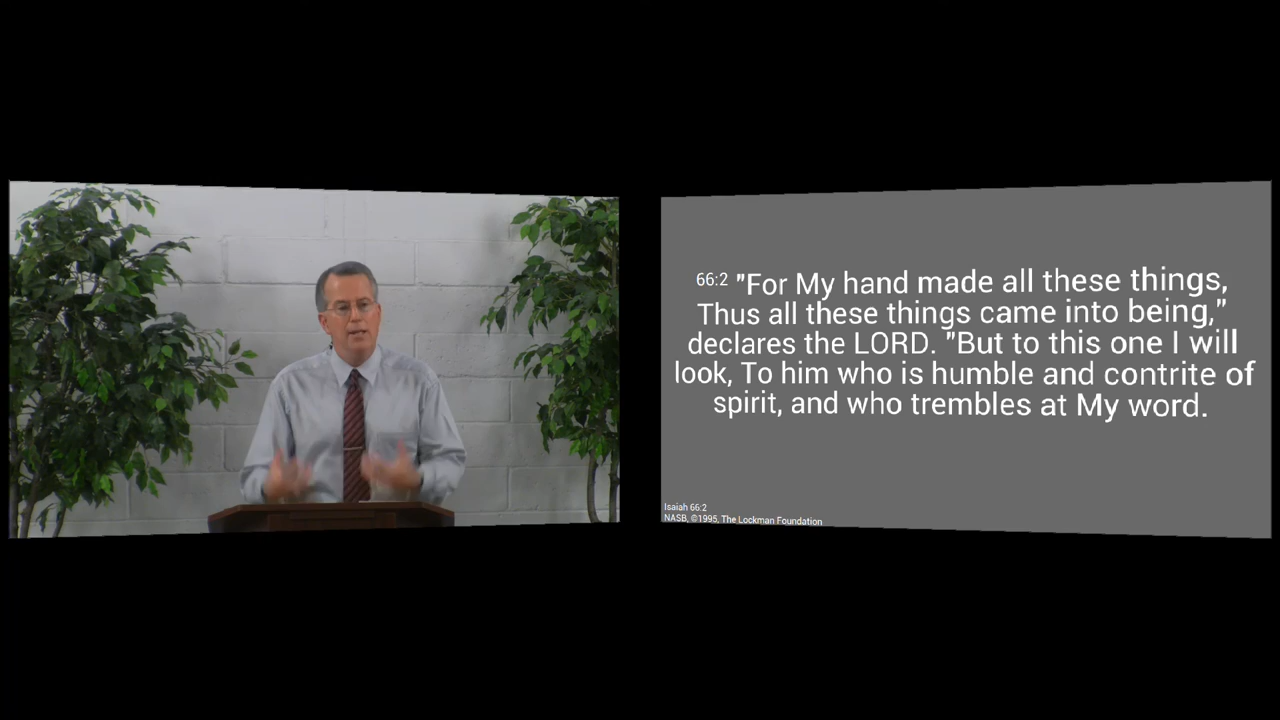 66:2 "For My hand made all these things,
Thus all these things came into being,"
declares the LORD. "But to this one I will
look, To him who is humble and contrite of
spirit, and who trembles at My word.
Isaiah 66:2
NASB, ©1995, The Lockman Foundation